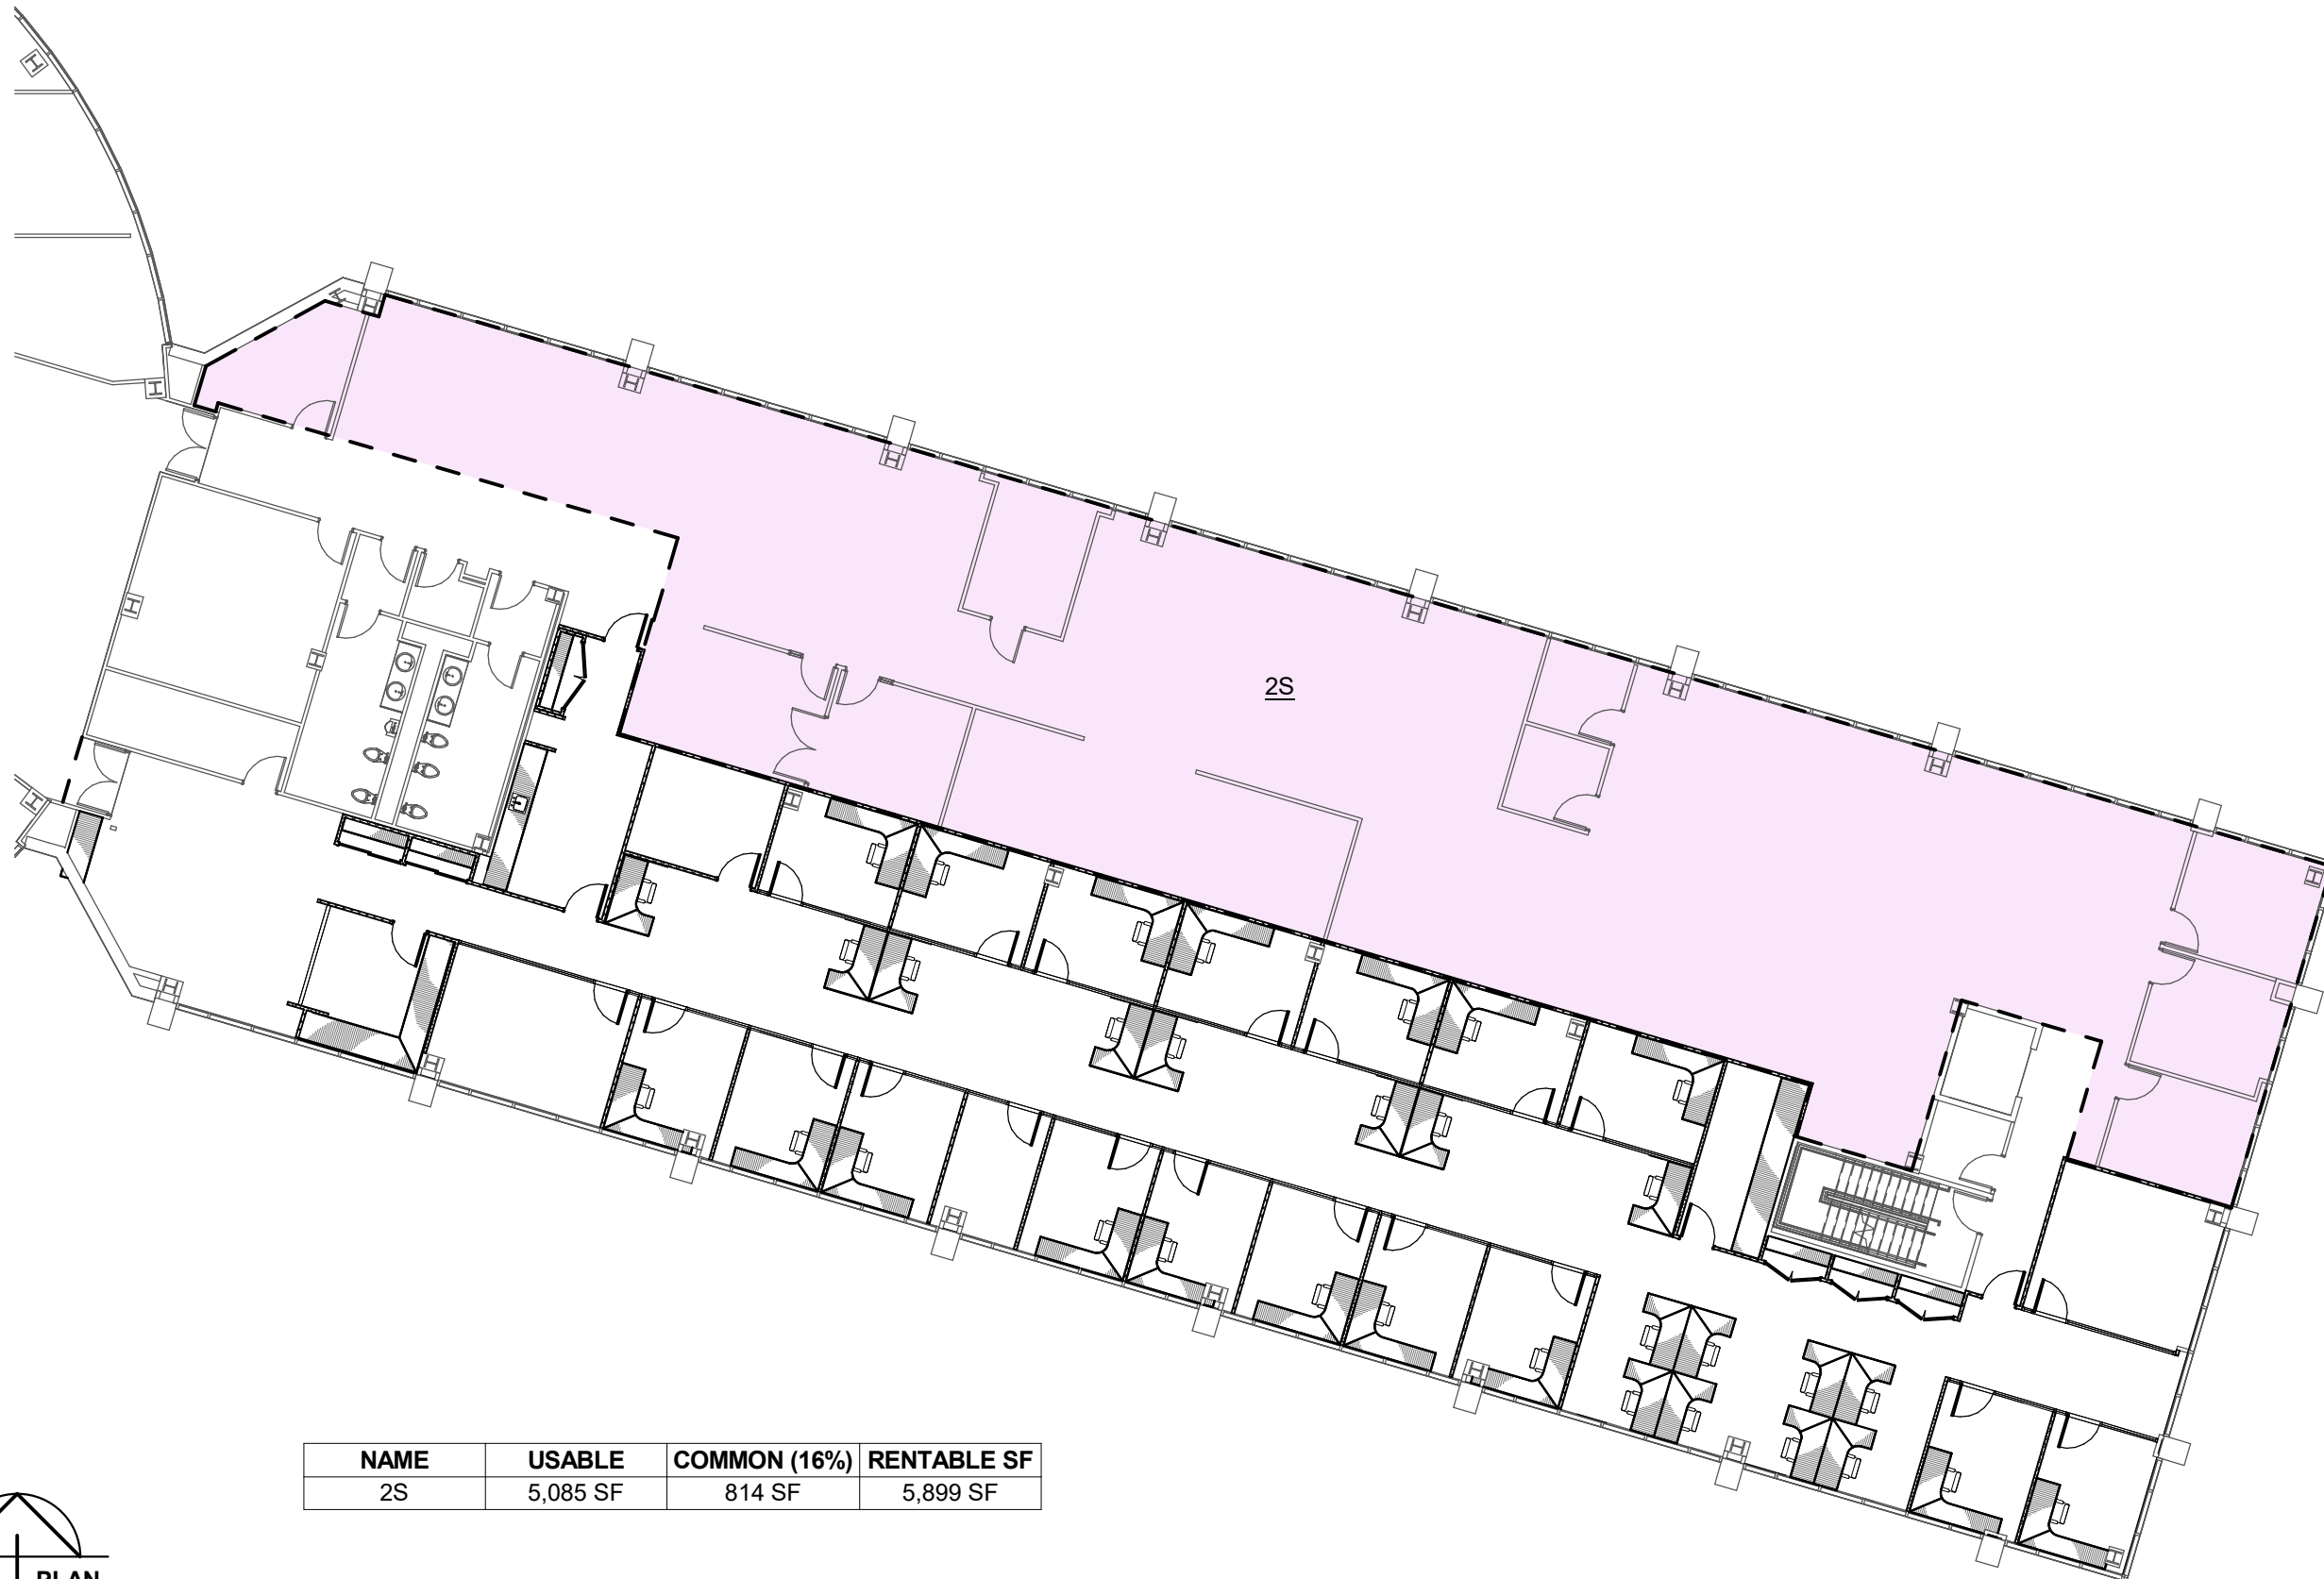 2S
NAME USABLE COMMON (16%) RENTABLE SF
2S 5,085 SF 814 SF 5,899 SF
PLAN